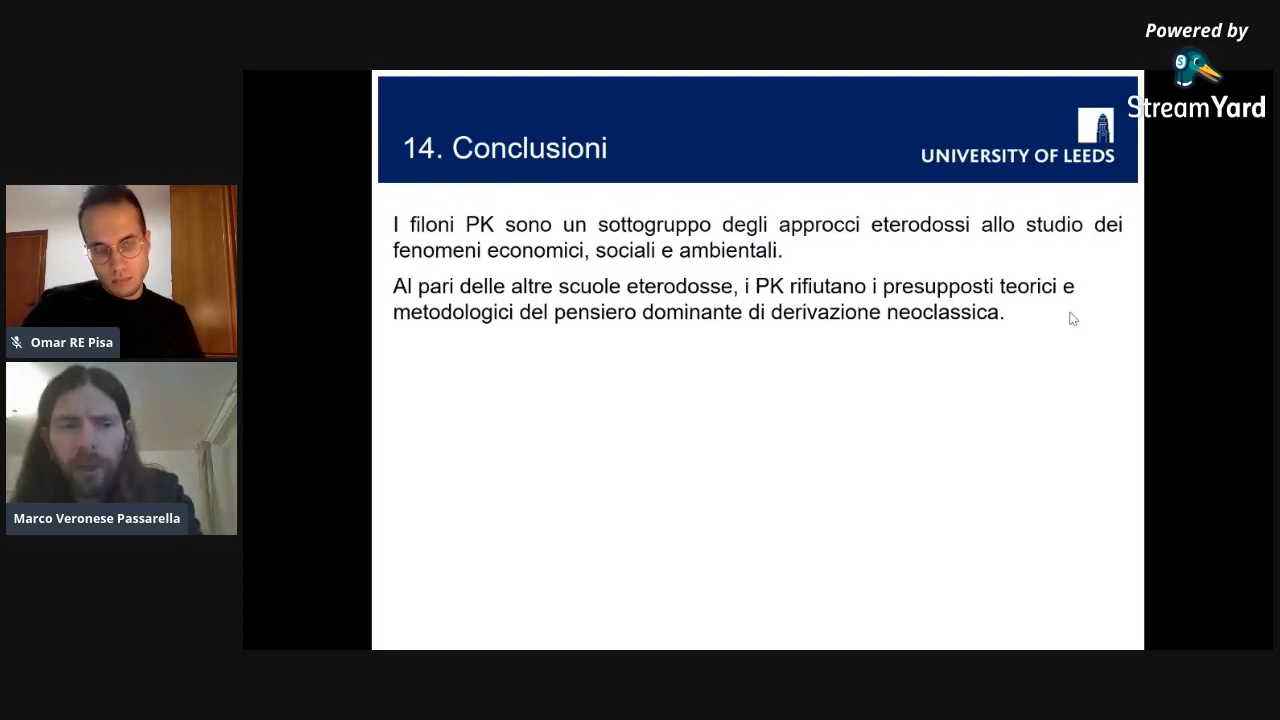 Powered by
StreamYard
14. Conclusioni
UNIVERSITY OF LEEDS
I filoni PK sono un sottogruppo degli approcci eterodossi allo studio dei
fenomeni economici, sociali e ambientali.
Al pari delle altre scuole eterodosse, i PK rifiutano i presupposti teorici e
metodologici del pensiero dominante di derivazione neoclassica.
Omar RE Pisa
Marco Veronese Passarella